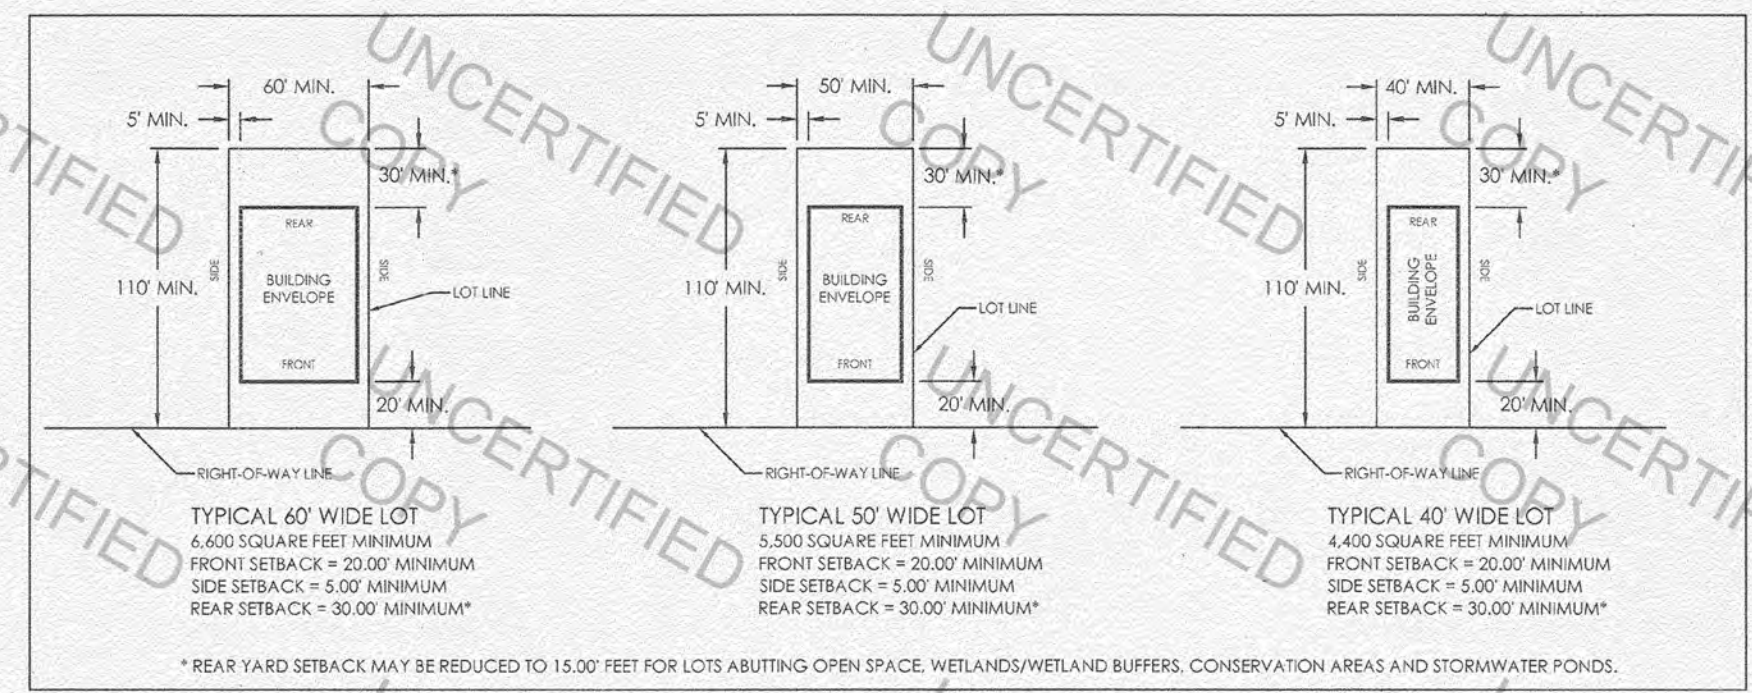 60' MIN.
5' MIN.
30' MIN.*
REAR
SIDE
BUILDING
ENVELOPE
SIDE
110' MIN.
LOT LINE
FRONT
20' MIN.
RIGHT-OF-WAY LINE
TYPICAL 60' WIDE LOT
6,600 SQUARE FEET MINIMUM
FRONT SETBACK = 20.00' MINIMUM
SIDE SETBACK = 5.00' MINIMUM
REAR SETBACK = 30.00' MINIMUM*
50' MIN.
5' MIN.
30' MIN.*
REAR
SIDE
BUILDING
ENVELOPE
SIDE
110' MIN.
LOT LINE
FRONT
20' MIN.
RIGHT-OF-WAY LINE
TYPICAL 50' WIDE LOT
5,500 SQUARE FEET MINIMUM
FRONT SETBACK = 20.00' MINIMUM
SIDE SETBACK = 5.00' MINIMUM
REAR SETBACK = 30.00' MINIMUM*
40' MIN.
5' MIN.
30' MIN.*
REAR
SIDE
BUILDING
ENVELOPE
SIDE
110' MIN.
LOT LINE
FRONT
20' MIN.
RIGHT-OF-WAY LINE
TYPICAL 40' WIDE LOT
4,400 SQUARE FEET MINIMUM
FRONT SETBACK = 20.00' MINIMUM
SIDE SETBACK = 5.00' MINIMUM
REAR SETBACK = 30.00' MINIMUM*
* REAR YARD SETBACK MAY BE REDUCED TO 15.00' FEET FOR LOTS ABUTTING OPEN SPACE, WETLANDS/WETLAND BUFFERS, CONSERVATION AREAS AND STORMWATER PONDS.
UNCERTIFIED
COPY
UNCERTIFIED
COPY
UNCERTIFIED
COPY
UNCERTIFIED
COPY
UNCERTIFIED
COPY
UNCERTIFIED
COPY